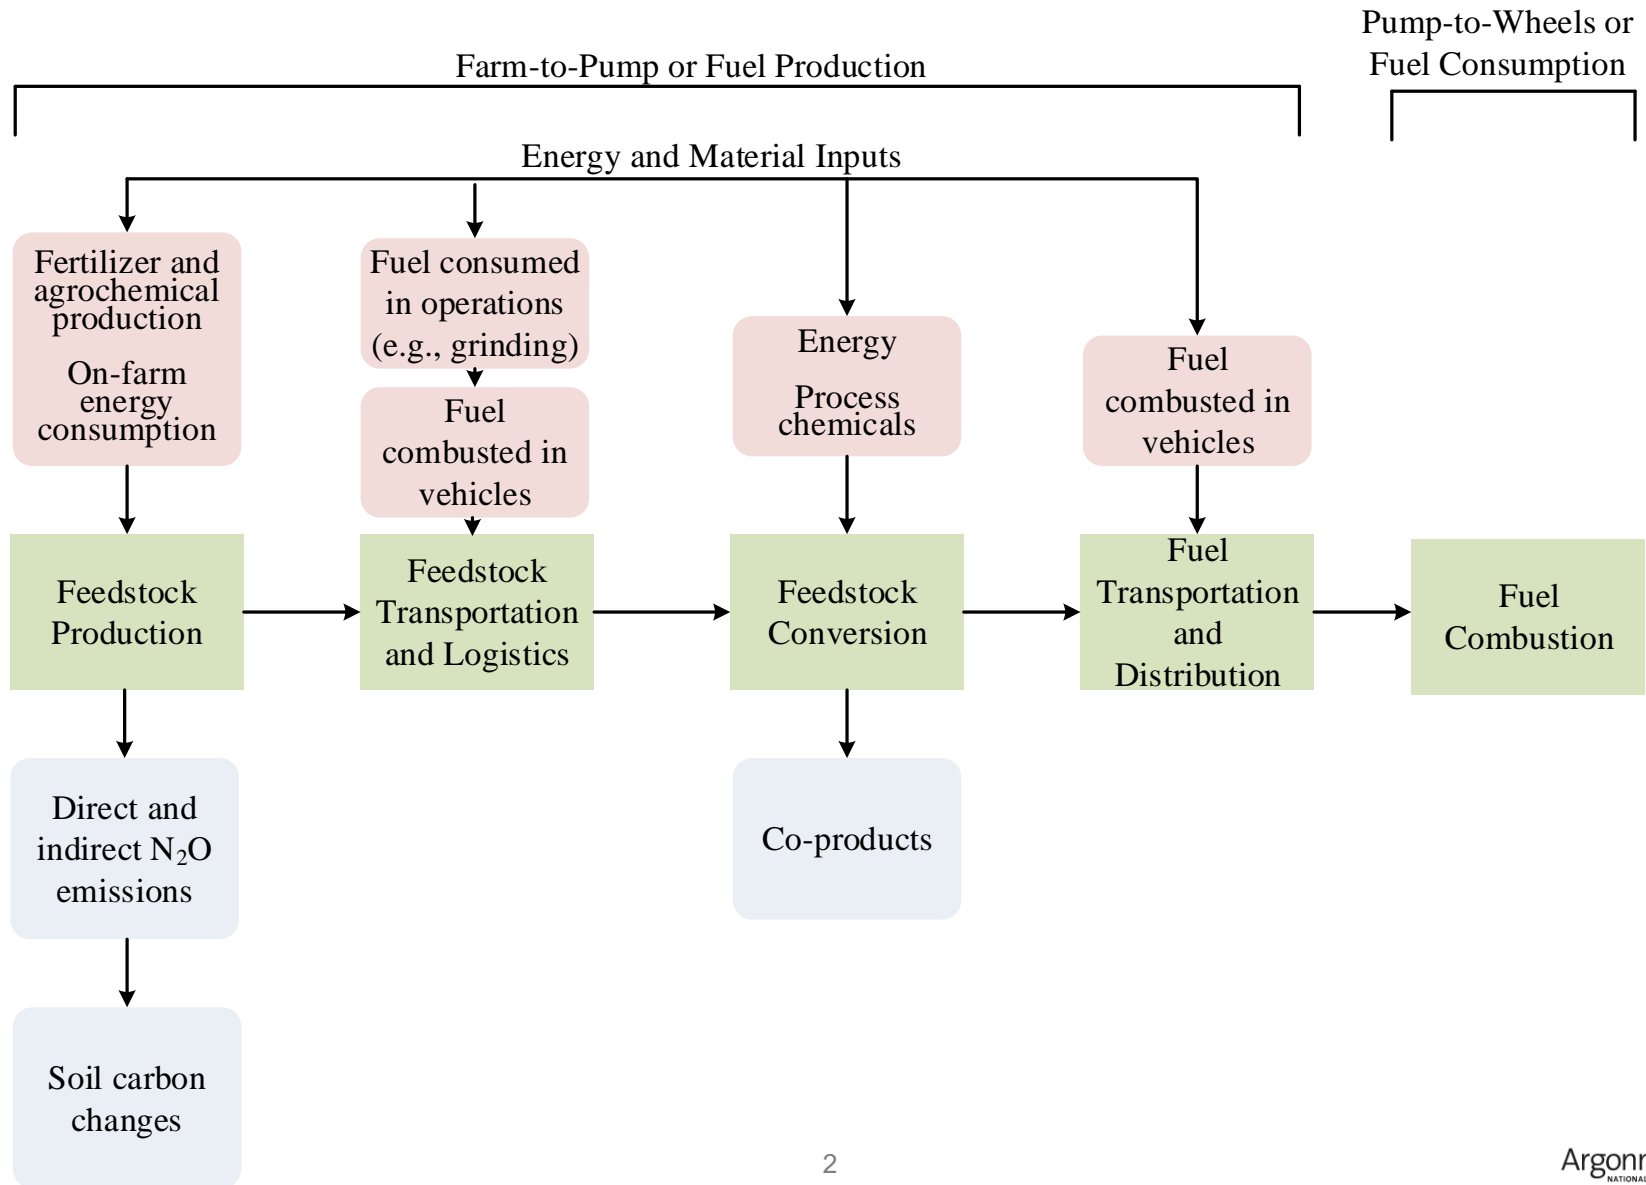 Pump-to-Wheels or
Fuel Consumption
Farm-to-Pump or Fuel Production
Energy and Material Inputs
Fertilizer and
agrochemical
production
On-farm
energy
consumption
Fuel consumed
in operations
(e.g., grinding)
Fuel
combusted in
vehicles
Energy
Process
chemicals
Fuel
combusted in
vehicles
Feedstock
Production
Feedstock
Transportation
and Logistics
Feedstock
Conversion
Fuel
Transportation
and
Distribution
Fuel
Combustion
Direct and
indirect N₂O
emissions
Co-products
Soil carbon
changes
2
NATIONAL